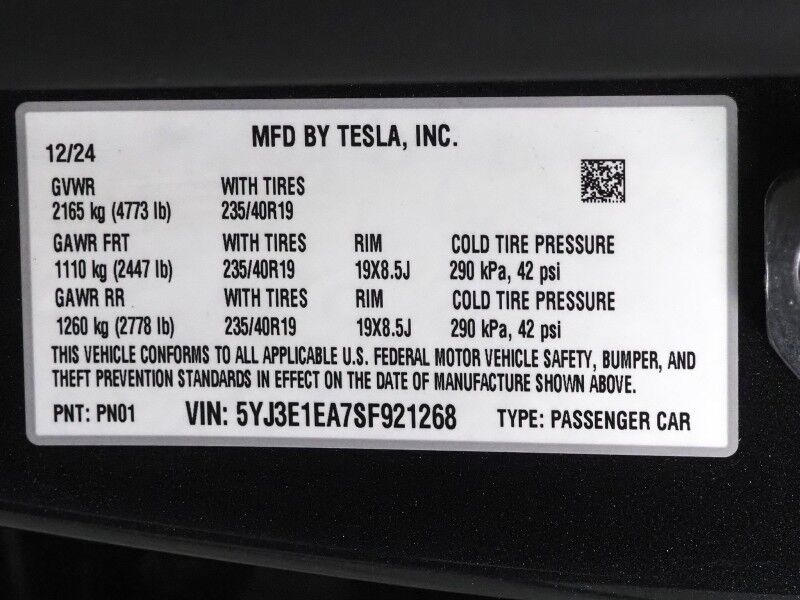 MFD BY TESLA, INC.
12/24
GVWR WITH TIRES
2165 kg (4773 lb) 235/40R19
GAWR FRT WITH TIRES RIM COLD TIRE PRESSURE
1110 kg (2447 lb) 235/40R19 19X8.5J 290 kPa, 42 psi
GAWR RR WITH TIRES RIM COLD TIRE PRESSURE
1260 kg (2778 lb) 235/40R19 19X8.5J 290 kPa, 42 psi
THIS VEHICLE CONFORMS TO ALL APPLICABLE U.S. FEDERAL MOTOR VEHICLE SAFETY, BUMPER, AND
THEFT PREVENTION STANDARDS IN EFFECT ON THE DATE OF MANUFACTURE SHOWN ABOVE.
PNT: PN01 VIN: 5YJ3E1EA7SF921268 TYPE: PASSENGER CAR